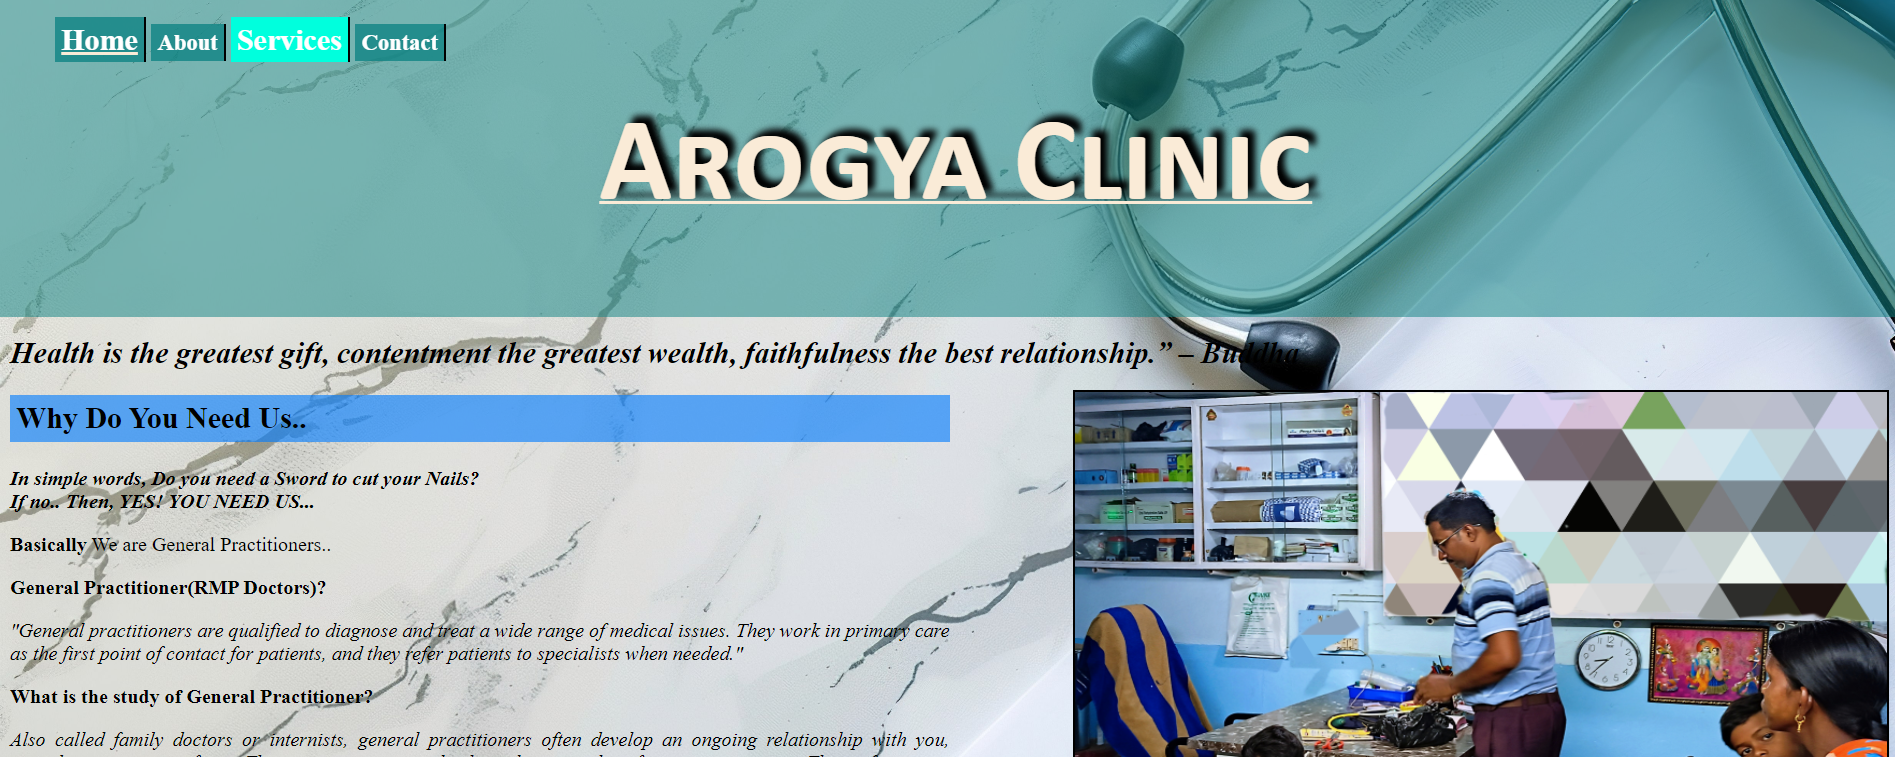 Home About Services Contact
AROGYA CLINIC
Health is the greatest gift, contentment the greatest wealth, faithfulness the best relationship.” – Buddha
Why Do You Need Us..
In simple words, Do you need a Sword to cut your Nails?
If no.. Then, YES! YOU NEED US...
Basically We are General Practitioners..
General Practitioner(RMP Doctors)?
"General practitioners are qualified to diagnose and treat a wide range of medical issues. They work in primary care
as the first point of contact for patients, and they refer patients to specialists when needed."
What is the study of General Practitioner?
Also called family doctors or internists, general practitioners often develop an ongoing relationship with you,